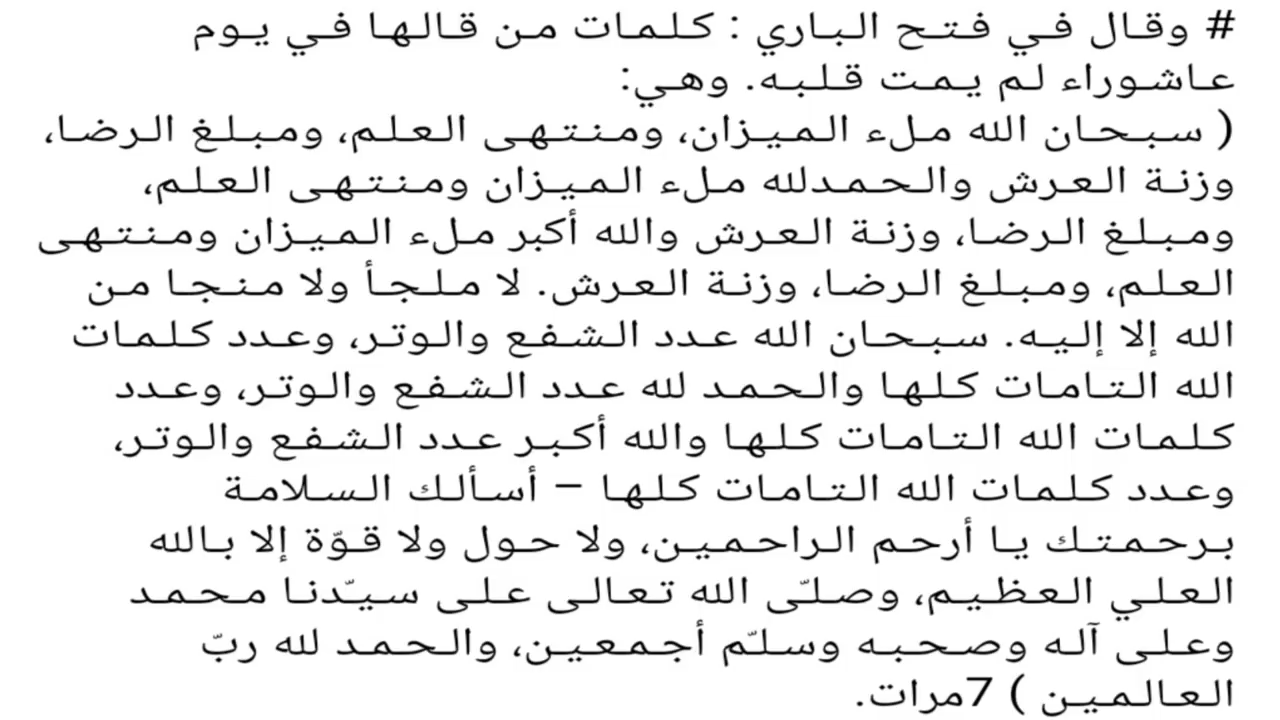 # وقال في فتح الباري : كلمات من قالها في يوم
عاشوراء لم يمت قلبه. وهي:
( سبحان الله ملء الميزان، ومنتهى العلم، ومبلغ الرضا،
وزنة العرش والحمدلله ملء الميزان ومنتهى العلم،
ومبلغ الرضا، وزنة العرش والله أكبر ملء الميزان ومنتهى
العلم، ومبلغ الرضا، وزنة العرش. لا ملجأ ولا منجا من
الله إلا إليه. سبحان الله عدد الشفع والوتر، وعدد كلمات
الله التامات كلها والحمد لله عدد الشفع والوتر، وعدد
كلمات الله التامات كلها والله أكبر عدد الشفع والوتر،
وعدد كلمات الله التامات كلها – أسألك السلامة
برحمتك يا أرحم الراحمين، ولا حول ولا قوّة إلا بالله
العلي العظيم، وصلّى الله تعالى على سيّدنا محمد
وعلى آله وصحبه وسلّم أجمعين، والحمد لله ربّ
العالمين ) 7مرات.